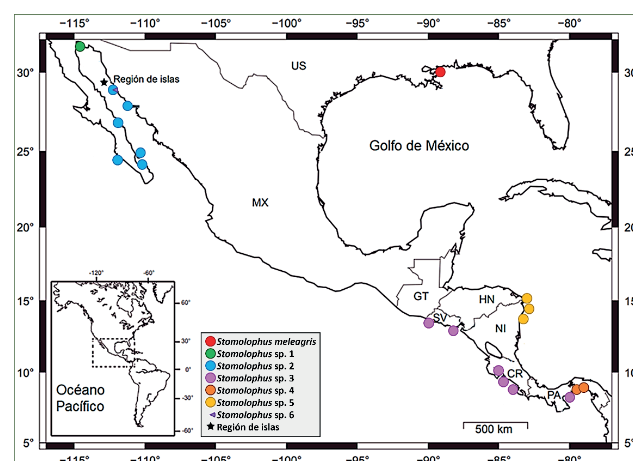 −115° −110° −105° −100° −95° −90° −85° −80°
30°
25°
20°
15°
10°
5°
US
Región de islas
Golfo de México
MX
GT
HN
SV
NI
CR
PA
−120° −60°
60°
30°
0°
−30°
−60°
Océano
Pacífico
Stomolophus meleagris
Stomolophus sp. 1
Stomolophus sp. 2
Stomolophus sp. 3
Stomolophus sp. 4
Stomolophus sp. 5
Stomolophus sp. 6
Región de islas
500 km
30°
25°
20°
15°
10°
5°
−115° −110° −105° −100° −95° −90° −85° −80°